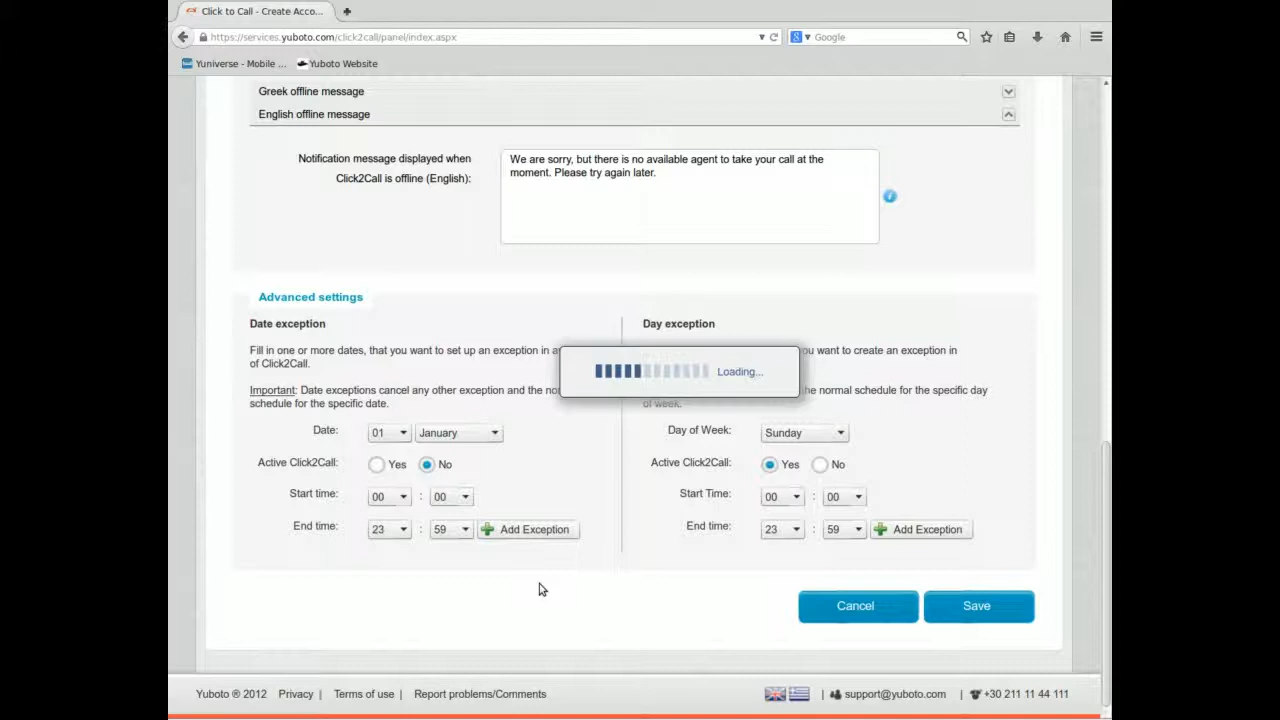 Click to Call - Create Acco...
https://services.yuboto.com/click2call/panel/index.aspx
Google
Yuniverse - Mobile ...
Yuboto Website
Greek offline message
English offline message
Notification message displayed when
Click2Call is offline (English):
We are sorry, but there is no available agent to take your call at the
moment. Please try again later.
Advanced settings
Date exception
Fill in one or more dates, that you want to set up an exception in
of Click2Call.
Important: Date exceptions cancel any other exception and the
schedule for the specific date.
Date:
01
January
Active Click2Call:
Yes
No
Start time:
00
:
00
End time:
23
:
59
Add Exception
Loading...
Day exception
you want to create an exception in
the normal schedule for the specific day
of week.
Day of Week:
Sunday
Active Click2Call:
Yes
No
Start Time:
00
:
00
End time:
23
:
59
Add Exception
Cancel
Save
Yuboto ® 2012
Privacy |
Terms of use |
Report problems/Comments
| support@yuboto.com
| +30 211 11 44 111